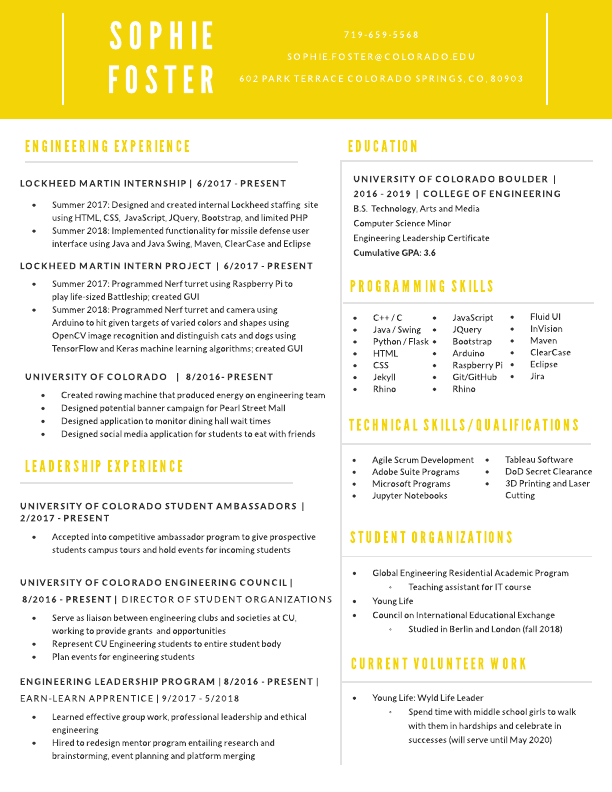 SOPHIE
FOSTER
719-659-5568
SOPHIE.FOSTER@COLORADO.EDU
602 PARK TERRACE COLORADO SPRINGS, CO, 80903
ENGINEERING EXPERIENCE
LOCKHEED MARTIN INTERNSHIP | 6/2017 - PRESENT
• Summer 2017: Designed and created internal Lockheed staffing site
using HTML, CSS, JavaScript, JQuery, Bootstrap, and limited PHP
• Summer 2018: Implemented functionality for missile defense user
interface using Java and Java Swing, Maven, ClearCase and Eclipse
LOCKHEED MARTIN INTERN PROJECT | 6/2017 - PRESENT
• Summer 2017: Programmed Nerf turret using Raspberry Pi to
play life-sized Battleship; created GUI
• Summer 2018: Programmed Nerf turret and camera using
Arduino to hit given targets of varied colors and shapes using
OpenCV image recognition and distinguish cats and dogs using
TensorFlow and Keras machine learning algorithms; created GUI
UNIVERSITY OF COLORADO | 8/2016- PRESENT
• Created rowing machine that produced energy on engineering team
• Designed potential banner campaign for Pearl Street Mall
• Designed application to monitor dining hall wait times
• Designed social media application for students to eat with friends
LEADERSHIP EXPERIENCE
UNIVERSITY OF COLORADO STUDENT AMBASSADORS |
2/2017 - PRESENT
• Accepted into competitive ambassador program to give prospective
students campus tours and hold events for incoming students
UNIVERSITY OF COLORADO ENGINEERING COUNCIL |
8/2016 - PRESENT | DIRECTOR OF STUDENT ORGANIZATIONS
• Serve as liaison between engineering clubs and societies at CU,
working to provide grants and opportunities
• Represent CU Engineering students to entire student body
• Plan events for engineering students
ENGINEERING LEADERSHIP PROGRAM | 8/2016 - PRESENT |
EARN-LEARN APPRENTICE | 9/2017 - 5/2018
• Learned effective group work, professional leadership and ethical
engineering
• Hired to redesign mentor program entailing research and
brainstorming, event planning and platform merging
EDUCATION
UNIVERSITY OF COLORADO BOULDER |
2016 - 2019 | COLLEGE OF ENGINEERING
B.S. Technology, Arts and Media
Computer Science Minor
Engineering Leadership Certificate
Cumulative GPA: 3.6
PROGRAMMING SKILLS
• C++ / C
• Java / Swing
• Python / Flask
• HTML
• CSS
• Jekyll
• Rhino
• JavaScript
• JQuery
• Bootstrap
• Arduino
• Raspberry Pi
• Git/GitHub
• Rhino
• Fluid UI
• InVision
• Maven
• ClearCase
• Eclipse
• Jira
TECHNICAL SKILLS/QUALIFICATIONS
• Agile Scrum Development
• Adobe Suite Programs
• Microsoft Programs
• Jupyter Notebooks
• Tableau Software
• DoD Secret Clearance
• 3D Printing and Laser
Cutting
STUDENT ORGANIZATIONS
• Global Engineering Residential Academic Program
◦ Teaching assistant for IT course
• Young Life
• Council on International Educational Exchange
◦ Studied in Berlin and London (fall 2018)
CURRENT VOLUNTEER WORK
• Young Life: Wyld Life Leader
◦ Spend time with middle school girls to walk
with them in hardships and celebrate in
successes (will serve until May 2020)